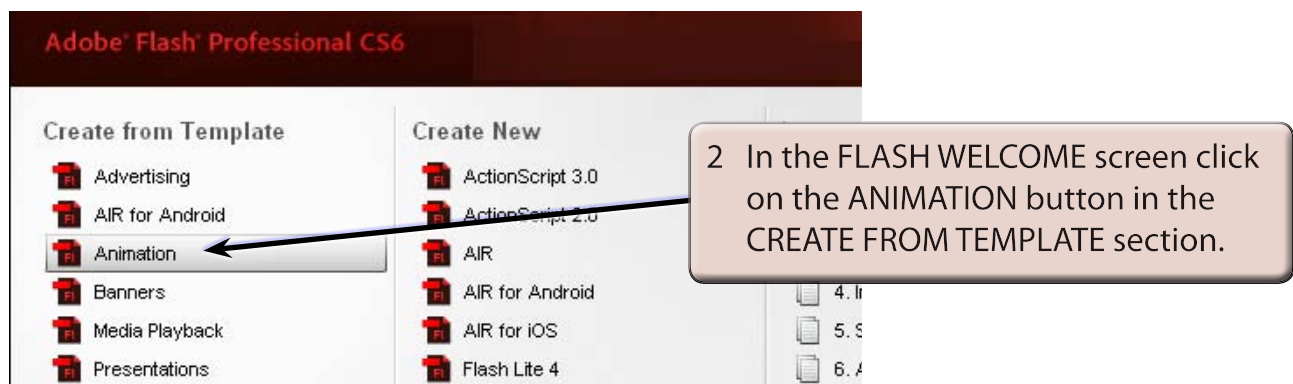 Adobe® Flash® Professional CS6
Create from Template
Advertising
AIR for Android
Animation
Banners
Media Playback
Presentations
Create New
ActionScript 3.0
ActionScript 2.0
AIR
AIR for Android
AIR for iOS
Flash Lite 4
2 In the FLASH WELCOME screen click
on the ANIMATION button in the
CREATE FROM TEMPLATE section.
4.
5.
6.